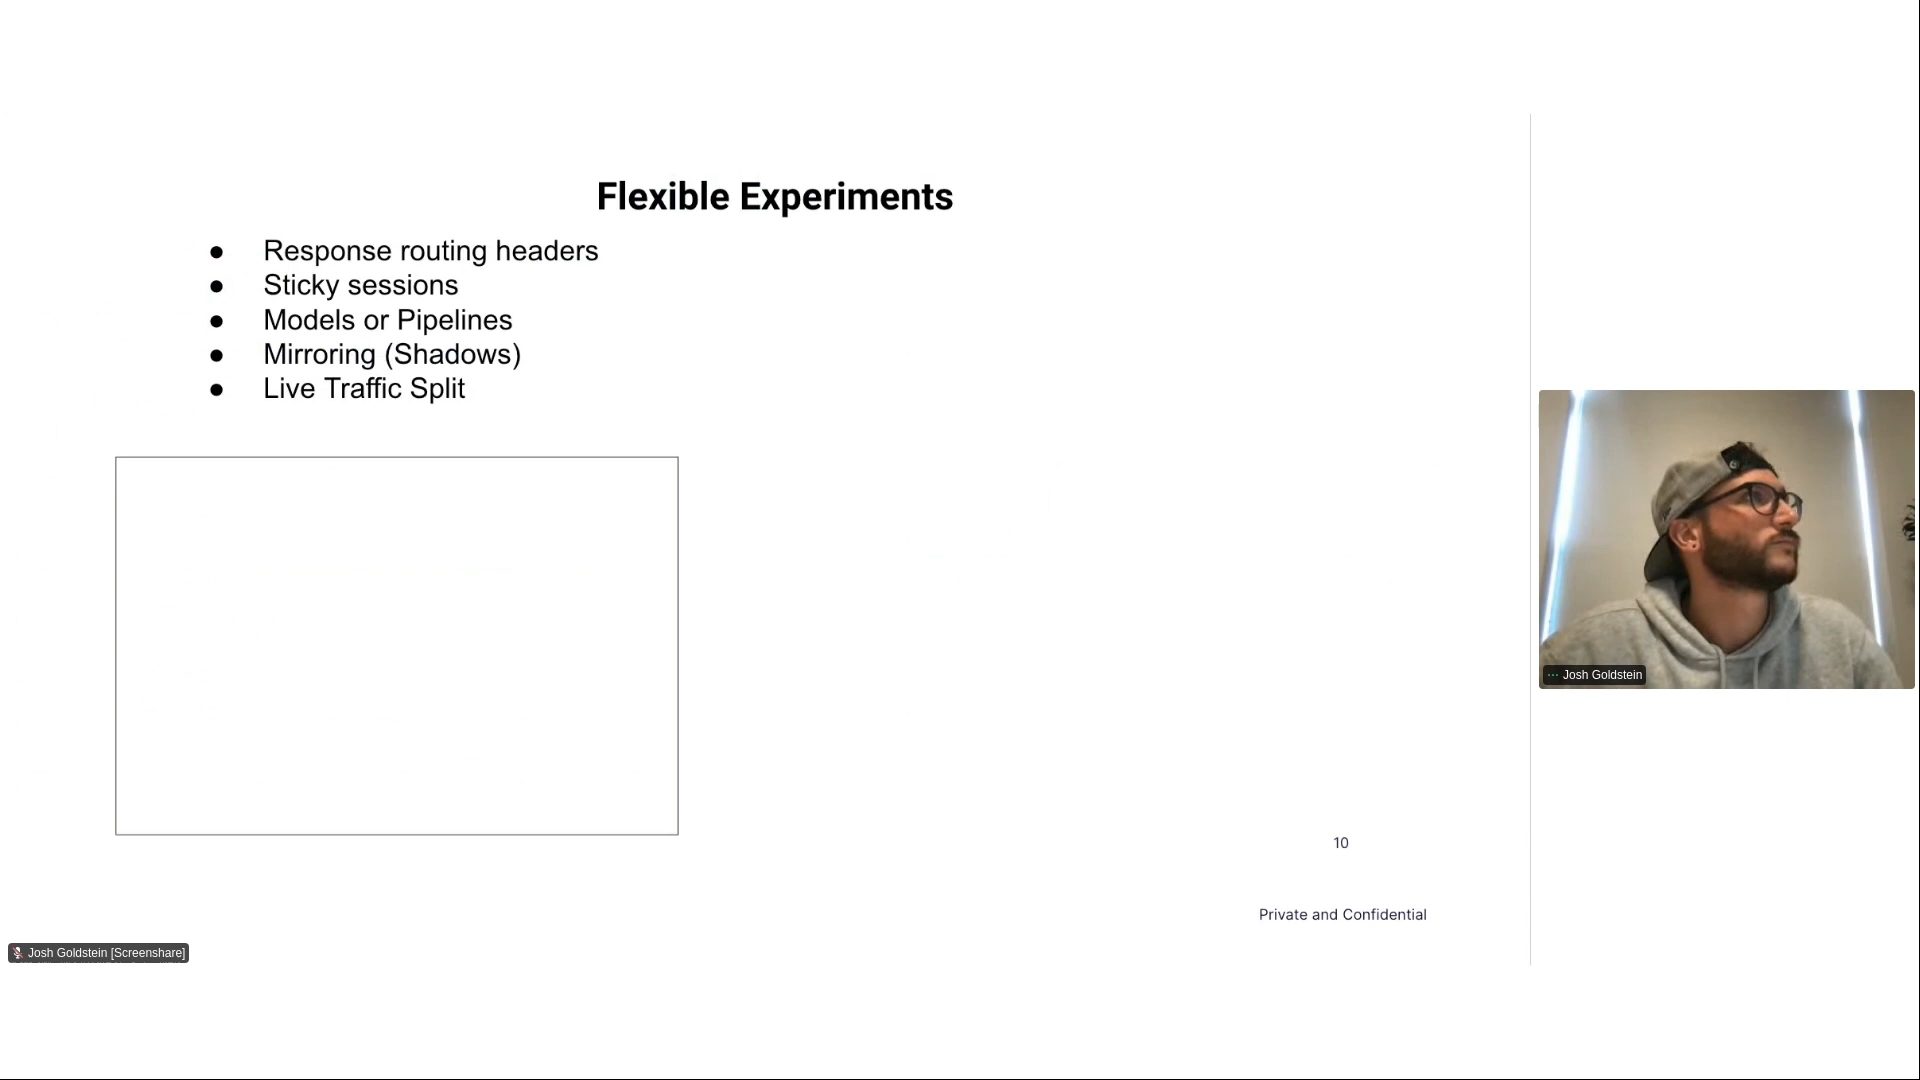 Flexible Experiments
● Response routing headers
● Sticky sessions
● Models or Pipelines
● Mirroring (Shadows)
● Live Traffic Split
10
Private and Confidential
Josh Goldstein [Screenshare]
Josh Goldstein